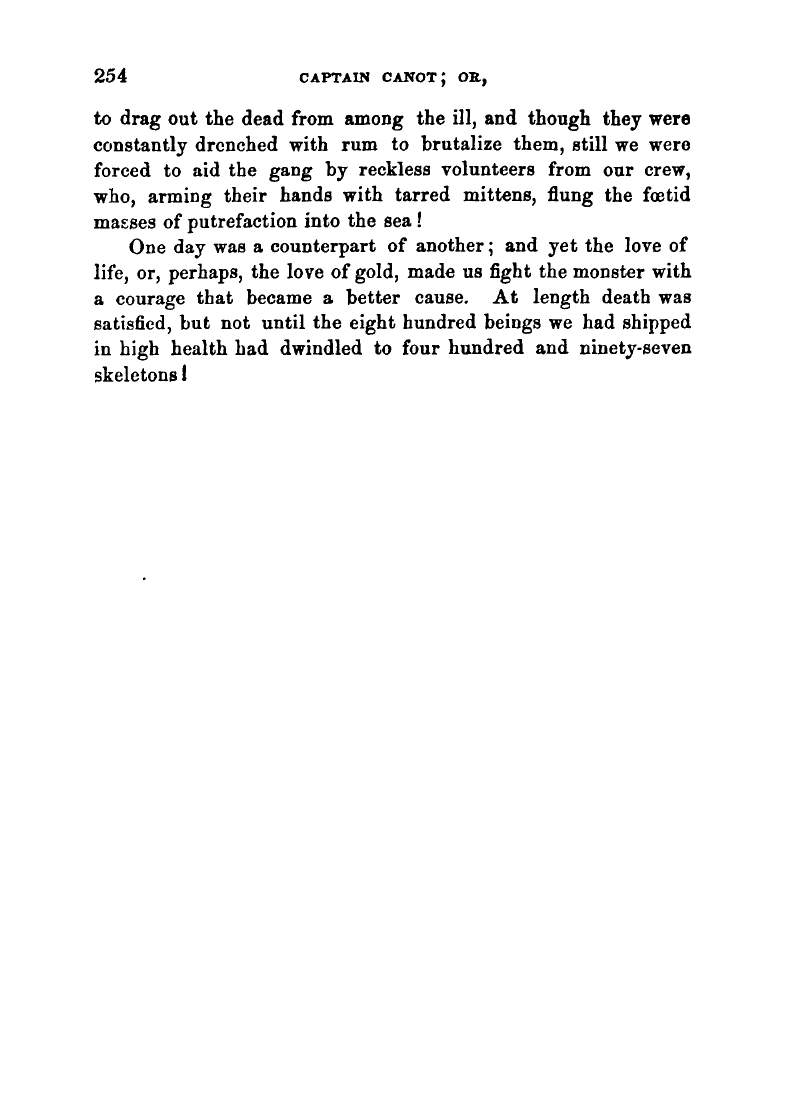 254 CAPTAIN CANOT; OR,
to drag out the dead from among the ill, and though they were
constantly drenched with rum to brutalize them, still we were
forced to aid the gang by reckless volunteers from our crew,
who, arming their hands with tarred mittens, flung the fœtid
masses of putrefaction into the sea!
One day was a counterpart of another; and yet the love of
life, or, perhaps, the love of gold, made us fight the monster with
a courage that became a better cause. At length death was
satisfied, but not until the eight hundred beings we had shipped
in high health had dwindled to four hundred and ninety-seven
skeletons!